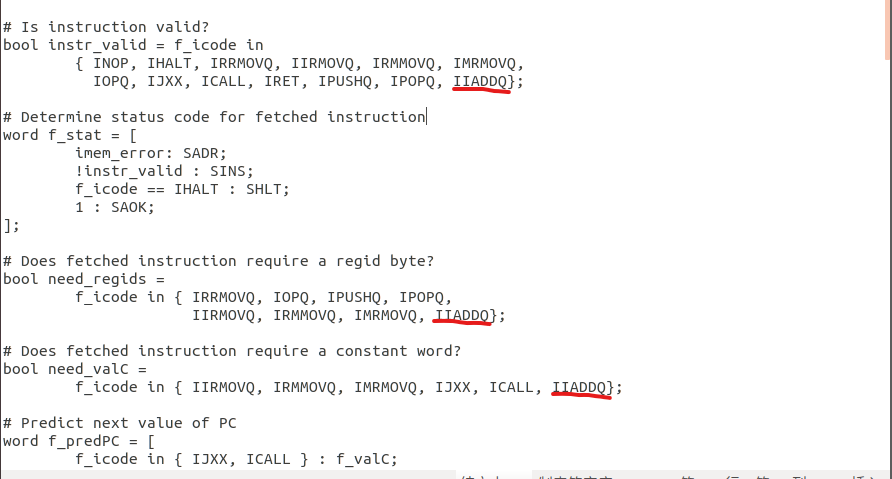 # Is instruction valid?
bool instr_valid = f_icode in
        { INOP, IHALT, IRRMOVQ, IIRMOVQ, IRMMOVQ, IMRMOVQ,
          IOPQ, IJXX, ICALL, IRET, IPUSHQ, IPOPQ, IIADDQ};
# Determine status code for fetched instruction
word f_stat = [
        imem_error: SADR;
        !instr_valid : SINS;
        f_icode == IHALT : SHLT;
        1 : SAOK;
];
# Does fetched instruction require a regid byte?
bool need_regids =
        f_icode in { IRRMOVQ, IOPQ, IPUSHQ, IPOPQ,
                     IIRMOVQ, IRMMOVQ, IMRMOVQ, IIADDQ};
# Does fetched instruction require a constant word?
bool need_valC =
        f_icode in { IIRMOVQ, IRMMOVQ, IMRMOVQ, IJXX, ICALL, IIADDQ};
# Predict next value of PC
word f_predPC = [
        f_icode in { IJXX, ICALL } : f_valC;